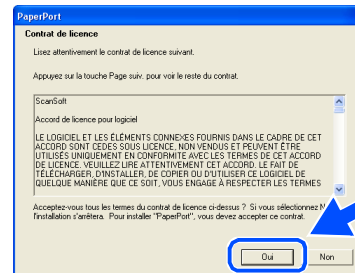 PaperPort
Contrat de licence
Lisez attentivement le contrat de licence suivant.
Appuyez sur la touche Page suiv. pour voir le reste du contrat.
ScanSoft
Accord de licence pour logiciel
LE LOGICIEL ET LES ÉLÉMENTS CONNEXES FOURNIS DANS LE CADRE DE CET
ACCORD SONT CEDES SOUS LICENCE, NON VENDUS ET PEUVENT ÊTRE
UTILISÉS UNIQUEMENT EN CONFORMITÉ AVEC LES TERMES DE CET ACCORD
DE LICENCE. VEUILLEZ LIRE ATTENTIVEMENT CET ACCORD. LE FAIT DE
TÉLÉCHARGER, D'INSTALLER, DE COPIER OU D'UTILISER CE LOGICIEL DE
QUELQUE MANIÈRE QUE CE SOIT, VOUS ENGAGE À RESPECTER LES TERMES
Acceptez-vous tous les termes du contrat de licence ci-dessus ? Si vous sélectionnez
l'installation s'arrêtera. Pour installer "PaperPort", vous devez accepter ce contrat.
Oui
Non